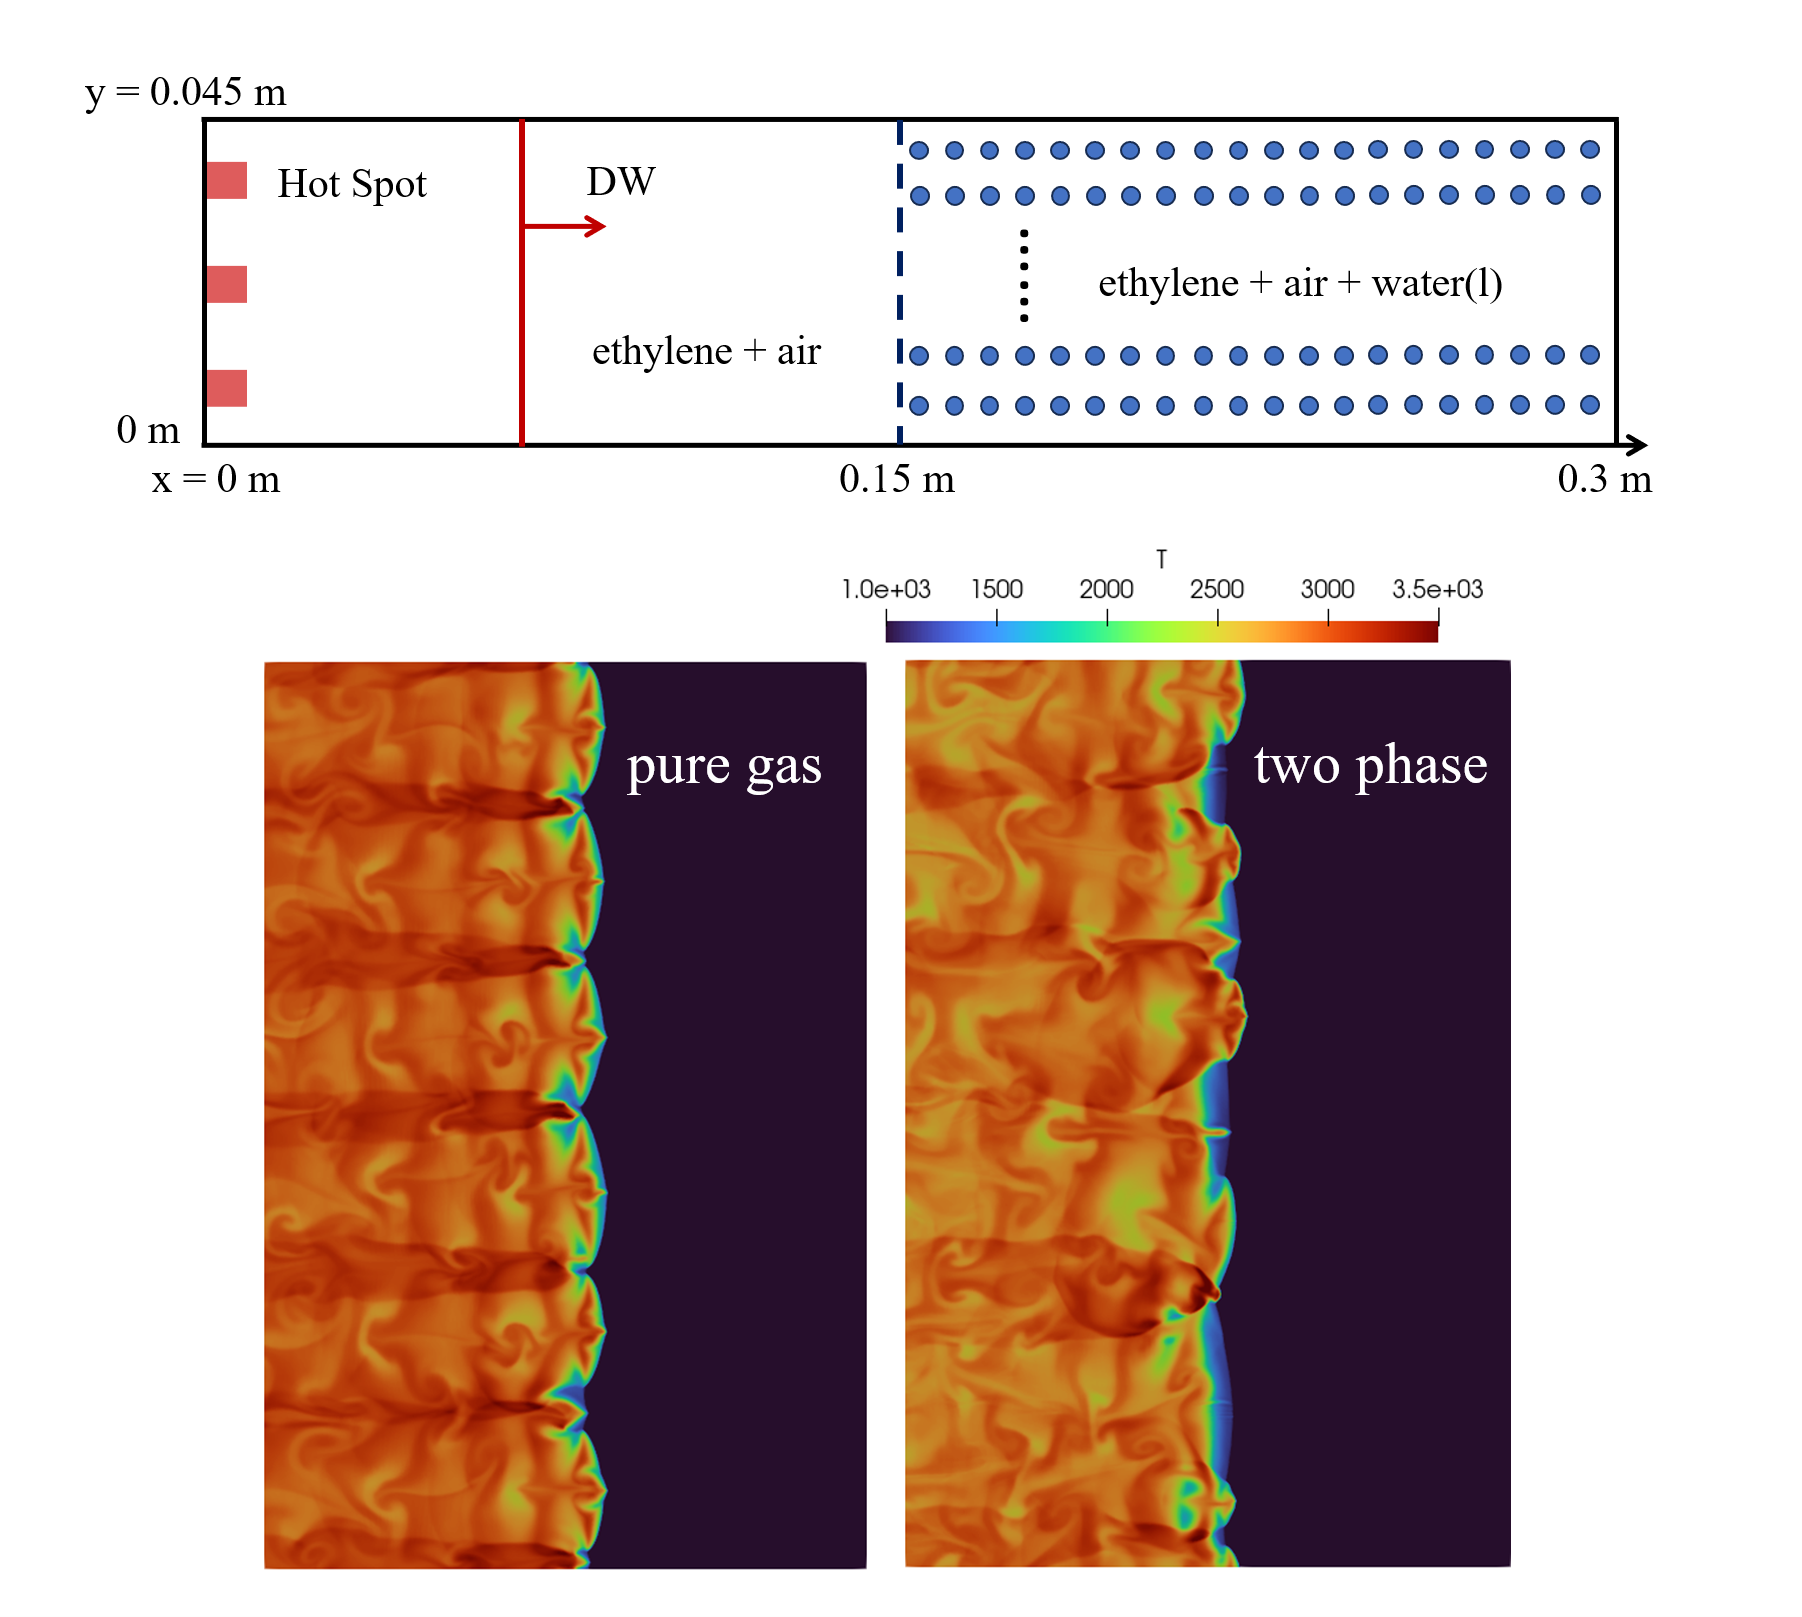 y = 0.045 m
Hot Spot
DW
ethylene + air + water(l)
ethylene + air
0 m
x = 0 m
0.15 m
0.3 m
T
1.0e+03 1500 2000 2500 3000 3.5e+03
pure gas
two phase